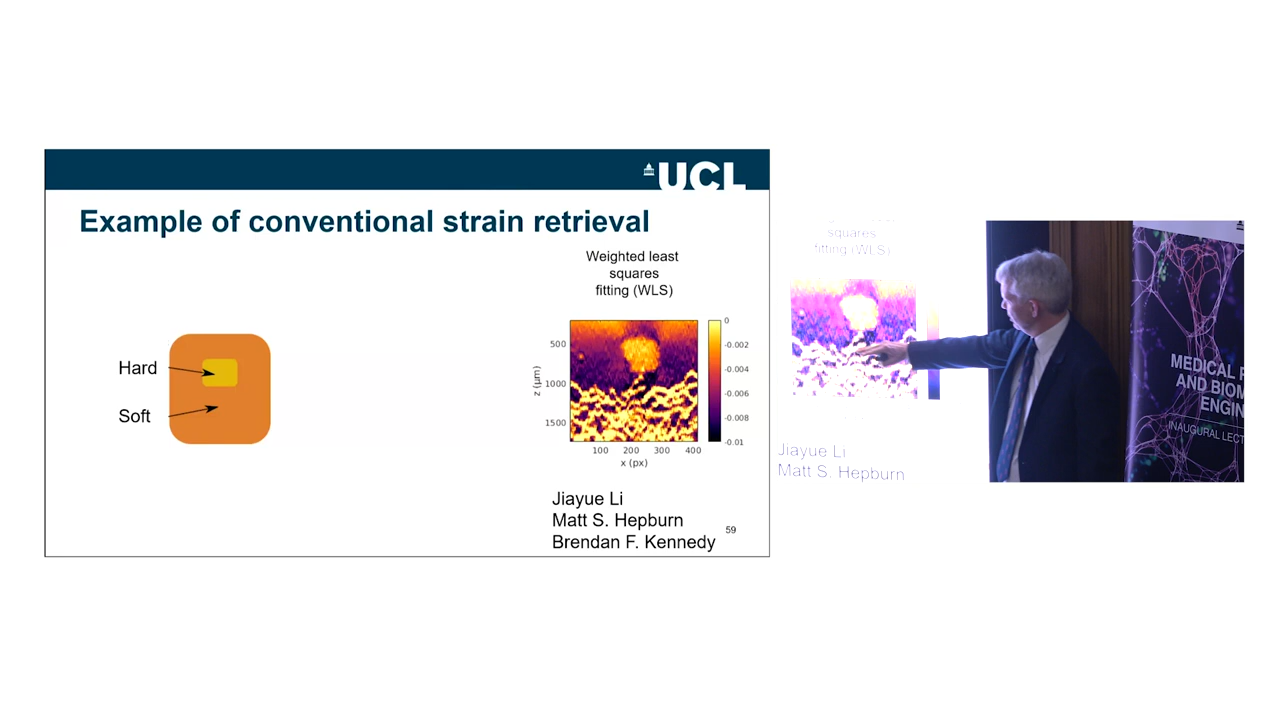 UCL
Example of conventional strain retrieval
Weighted least
squares
fitting (WLS)
Hard
Soft
500
1000
1500
z (μm)
100 200 300 400
x (px)
0
-0.002
-0.004
-0.006
-0.008
-0.01
Jiayue Li
Matt S. Hepburn
Brendan F. Kennedy
59
squares
fitting (WLS)
Jiayue Li
Matt S. Hepburn
MEDICAL
AND BIOM
ENGIN
INAUGURAL LECT